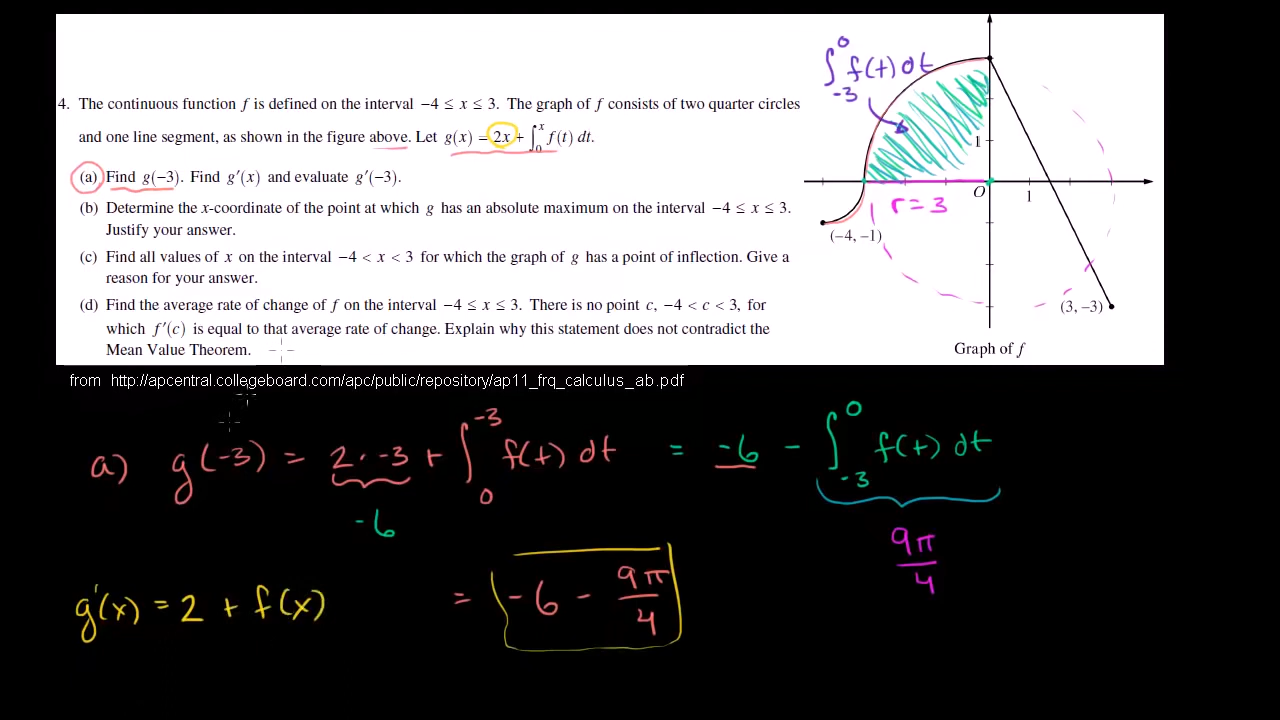 4. The continuous function f is defined on the interval −4 ≤ x ≤ 3. The graph of f consists of two quarter circles
and one line segment, as shown in the figure above. Let g(x) = 2x + ∫₀ˣ f(t) dt.
(a) Find g(−3). Find g′(x) and evaluate g′(−3).
(b) Determine the x-coordinate of the point at which g has an absolute maximum on the interval −4 ≤ x ≤ 3.
Justify your answer.
(c) Find all values of x on the interval −4 < x < 3 for which the graph of g has a point of inflection. Give a
reason for your answer.
(d) Find the average rate of change of f on the interval −4 ≤ x ≤ 3. There is no point c, −4 < c < 3, for
which f′(c) is equal to that average rate of change. Explain why this statement does not contradict the
Mean Value Theorem.
∫₋₃⁰ f(t) dt
1
O
1
r = 3
(−4, −1)
(3, −3)
Graph of f
from http://apcentral.collegeboard.com/apc/public/repository/ap11_frq_calculus_ab.pdf
a) g(-3) = 2 · -3 + ∫₀⁻³ f(t) dt = -6 - ∫₋₃⁰ f(t) dt
-6
9π/4
g'(x) = 2 + f(x)
= -6 - 9π/4